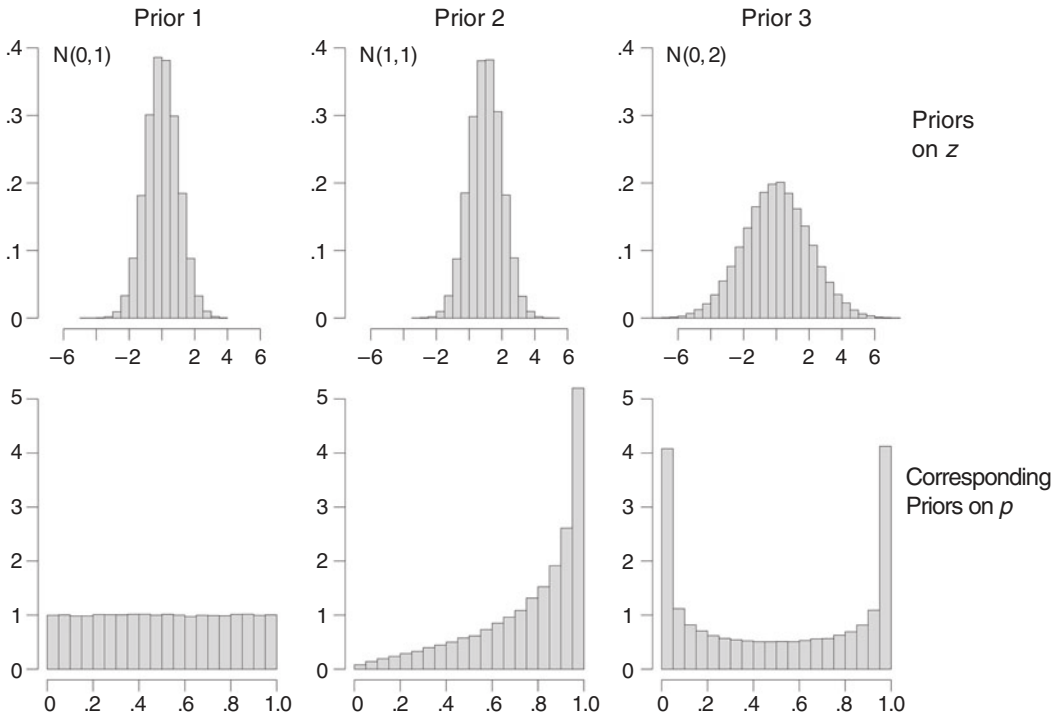 Prior 1
Prior 2
Prior 3
N(0,1)
N(1,1)
N(0,2)
.4
.3
.2
.1
0
.4
.3
.2
.1
0
.4
.3
.2
.1
0
Priors
on z
−6 −2 2 4 6
−6 −2 2 4 6
−6 −2 2 4 6
5
4
3
2
1
0
5
4
3
2
1
0
5
4
3
2
1
0
Corresponding
Priors on p
0 .2 .4 .6 .8 1.0
0 .2 .4 .6 .8 1.0
0 .2 .4 .6 .8 1.0